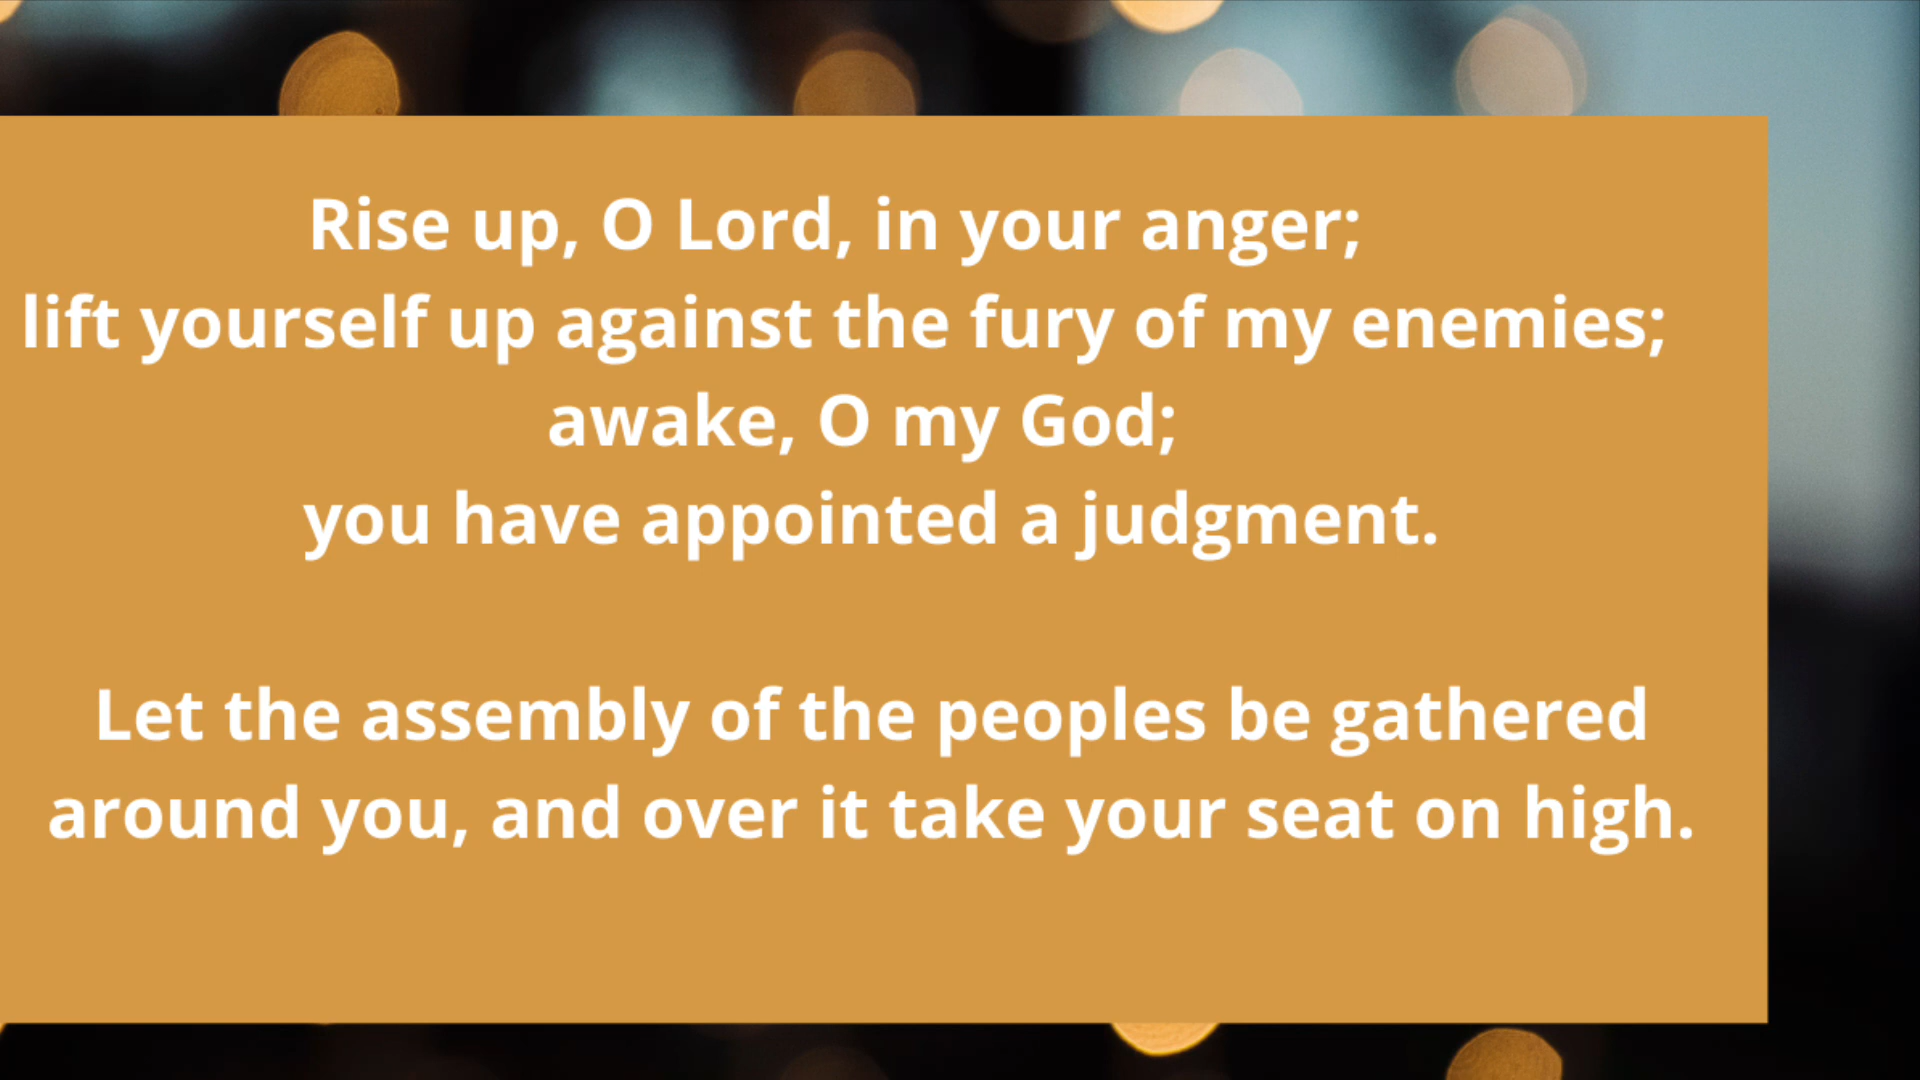 Rise up, O Lord, in your anger;
lift yourself up against the fury of my enemies;
awake, O my God;
you have appointed a judgment.
Let the assembly of the peoples be gathered
around you, and over it take your seat on high.